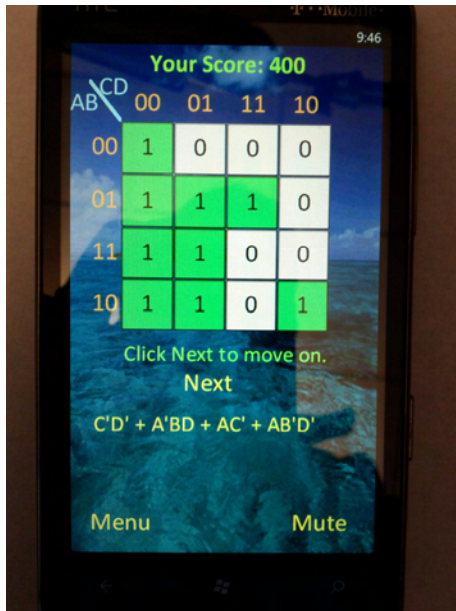 T··Mobile
9:46
Your Score: 400
CD
AB 00 01 11 10
00 1 0 0 0
01 1 1 1 0
11 1 1 0 0
10 1 1 0 1
Click Next to move on.
Next
C'D' + A'BD + AC' + AB'D'
Menu Mute